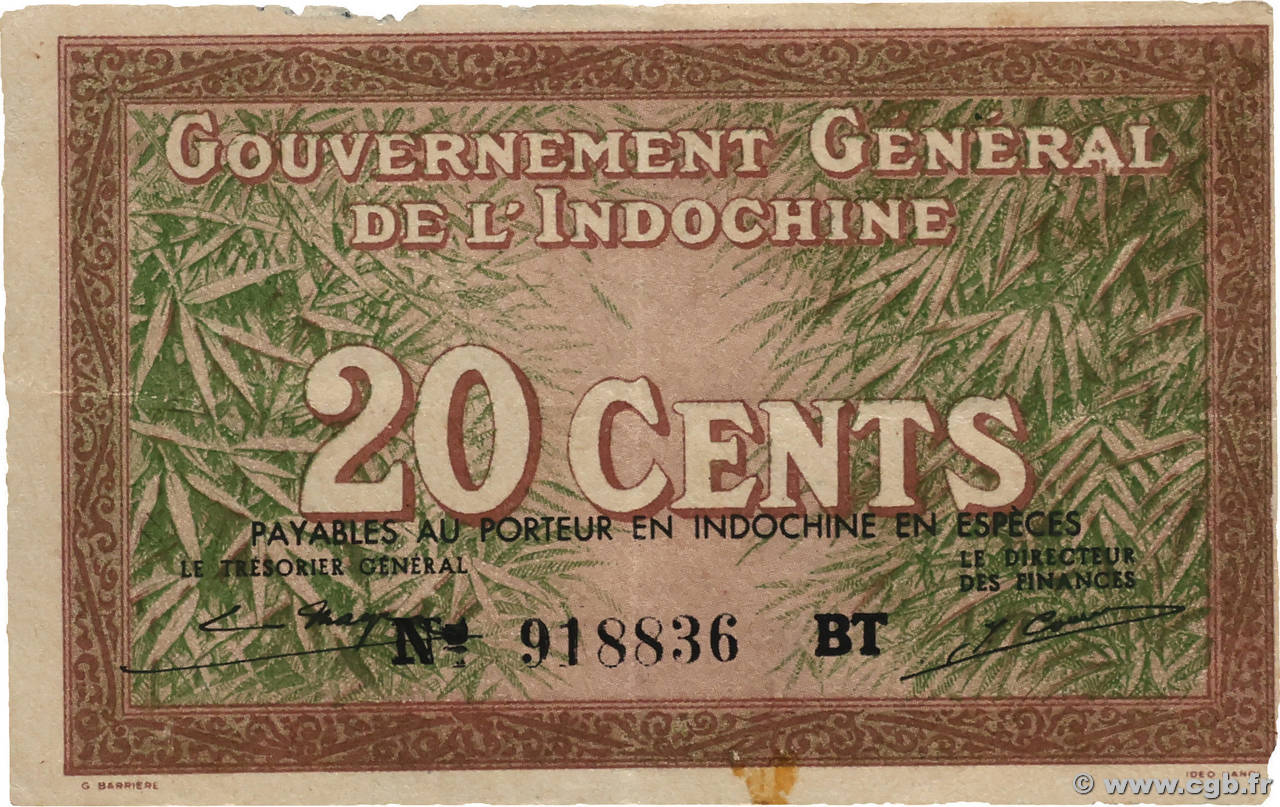 GOUVERNEMENT GÉNÉRAL
DE L'INDOCHINE
20 CENTS
PAYABLES AU PORTEUR EN INDOCHINE EN ESPÈCES
LE TRÉSORIER GÉNÉRAL
LE DIRECTEUR
DES FINANCES
Nº 918836 BT
G. BARRIÈRE
IDEO
© www.cgb.fr